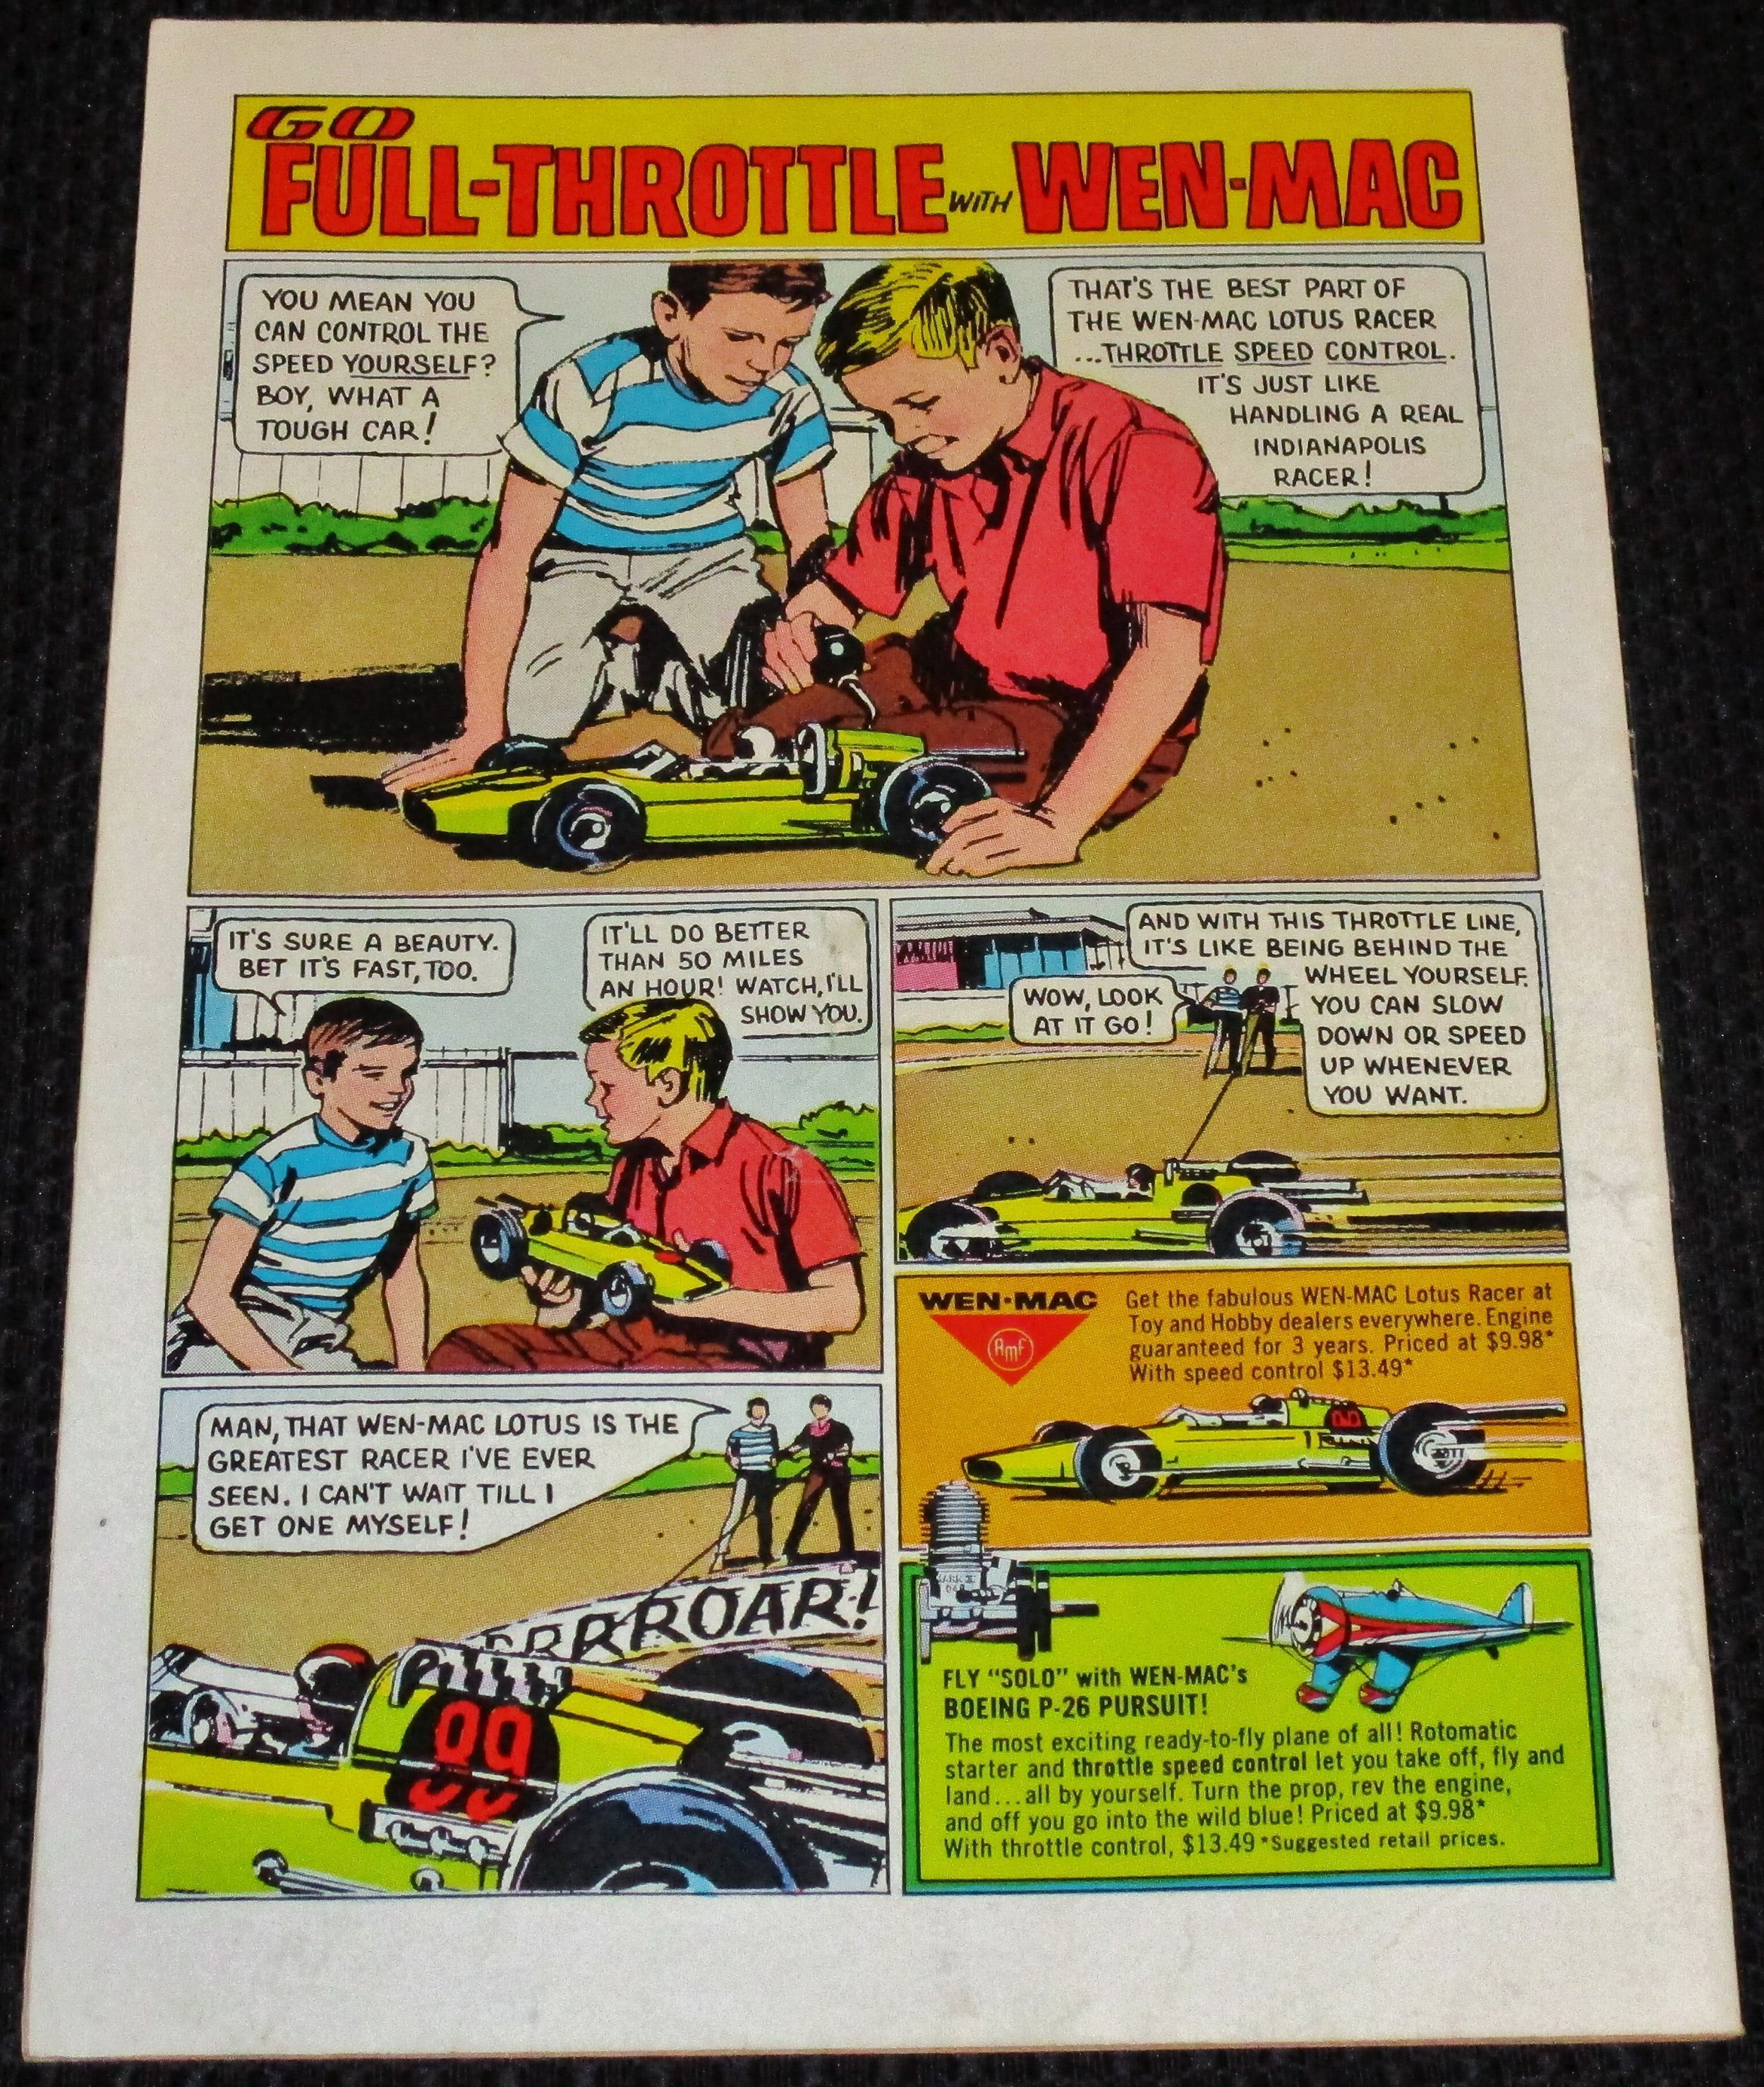 GO
FULL-THROTTLE WITH WEN-MAC
YOU MEAN YOU
CAN CONTROL THE
SPEED YOURSELF?
BOY, WHAT A
TOUGH CAR!
THAT'S THE BEST PART OF
THE WEN-MAC LOTUS RACER
...THROTTLE SPEED CONTROL.
IT'S JUST LIKE
HANDLING A REAL
INDIANAPOLIS
RACER!
IT'S SURE A BEAUTY.
BET IT'S FAST, TOO.
IT'LL DO BETTER
THAN 50 MILES
AN HOUR! WATCH, I'LL
SHOW YOU.
AND WITH THIS THROTTLE LINE,
IT'S LIKE BEING BEHIND THE
WHEEL YOURSELF.
YOU CAN SLOW
DOWN OR SPEED
UP WHENEVER
YOU WANT.
WOW, LOOK
AT IT GO!
MAN, THAT WEN-MAC LOTUS IS THE
GREATEST RACER I'VE EVER
SEEN. I CAN'T WAIT TILL I
GET ONE MYSELF!
RRRROAR!
99
WEN-MAC
AMF
Get the fabulous WEN-MAC Lotus Racer at
Toy and Hobby dealers everywhere. Engine
guaranteed for 3 years. Priced at $9.98*
With speed control $13.49*
FLY "SOLO" with WEN-MAC's
BOEING P-26 PURSUIT!
The most exciting ready-to-fly plane of all! Rotomatic
starter and throttle speed control let you take off, fly and
land...all by yourself. Turn the prop, rev the engine,
and off you go into the wild blue! Priced at $9.98*
With throttle control, $13.49 *Suggested retail prices.